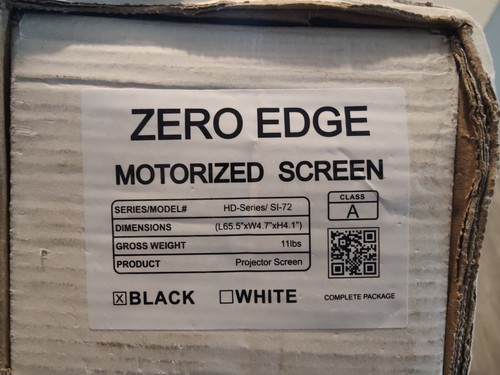 ZERO EDGE
MOTORIZED SCREEN
SERIES/MODEL# HD-Series/ SI-72
DIMENSIONS (L65.5"xW4.7"xH4.1")
GROSS WEIGHT 11lbs
PRODUCT Projector Screen
CLASS
A
☒BLACK ☐WHITE
COMPLETE PACKAGE